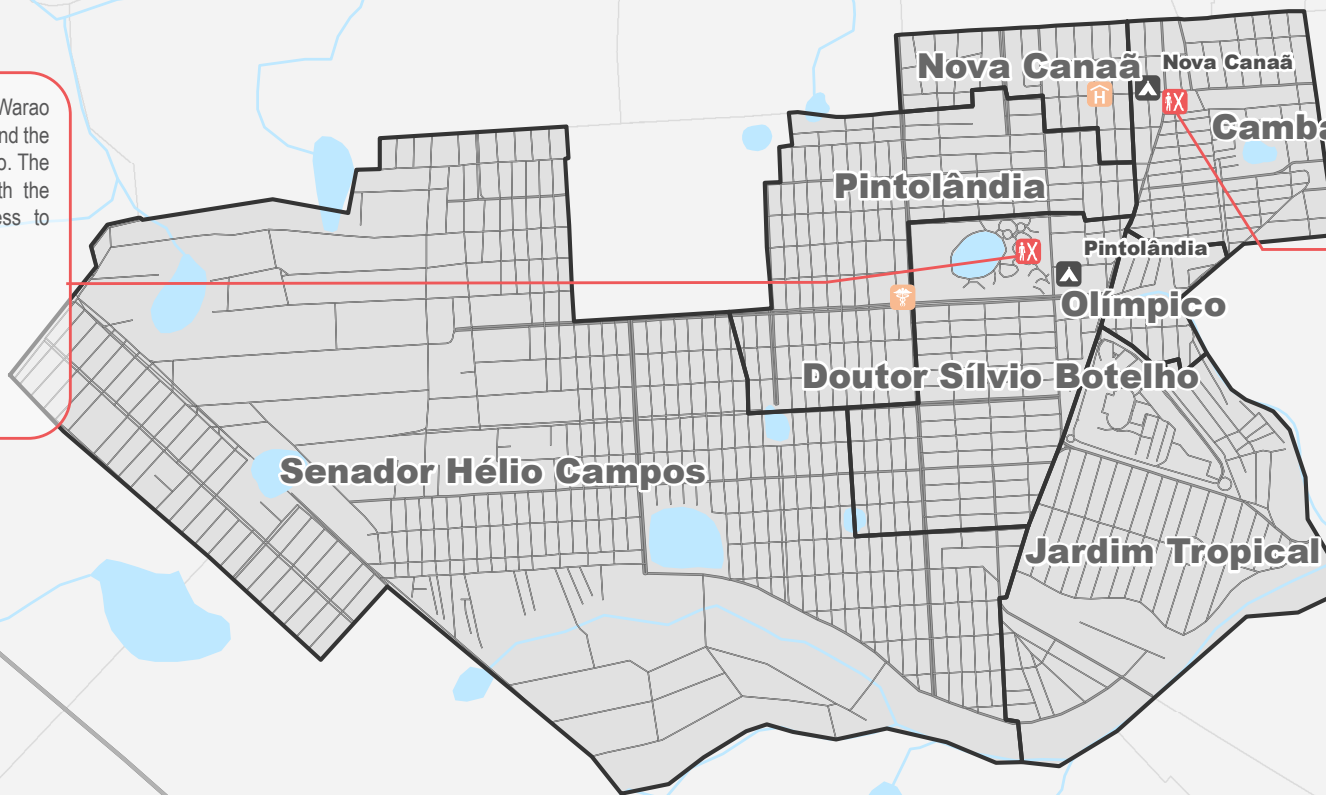 Warao
nd the
o. The
th the
ess to
Nova Canaã
Nova Canaã
Camba
Pintolândia
Pintolândia
Olímpico
Doutor Sílvio Botelho
Senador Hélio Campos
Jardim Tropical
H